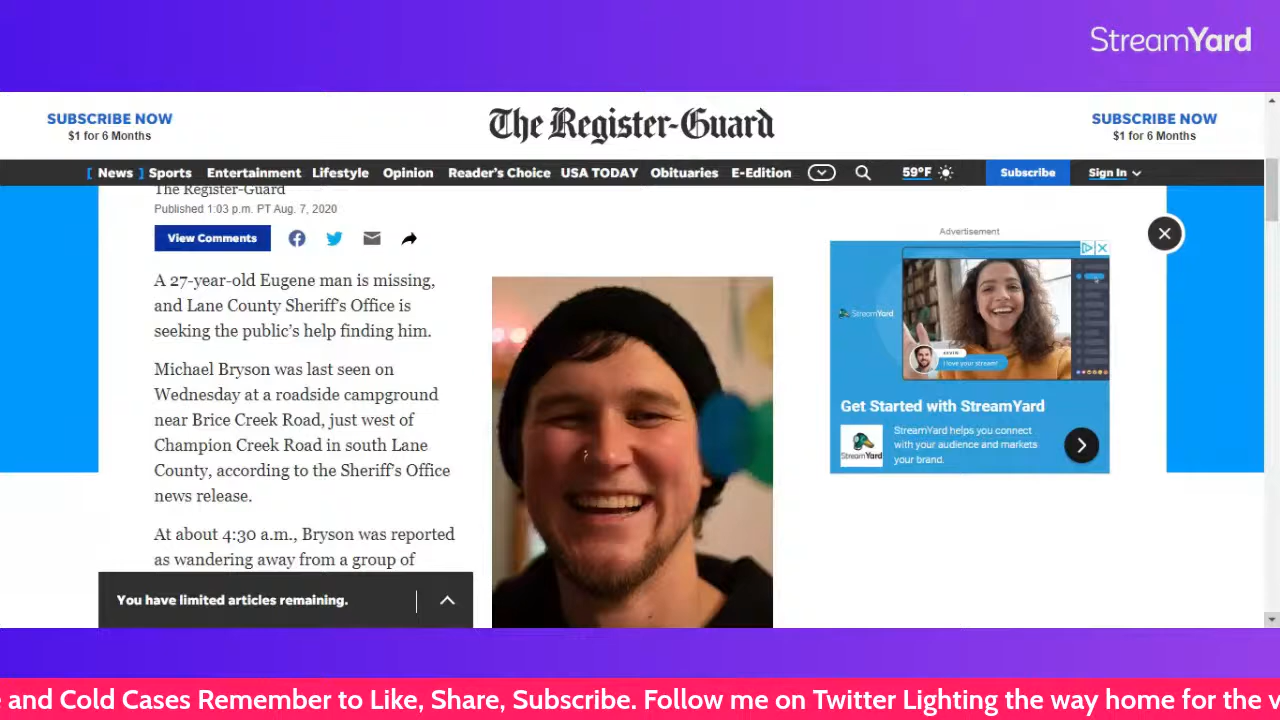 StreamYard
SUBSCRIBE NOW
$1 for 6 Months
The Register-Guard
SUBSCRIBE NOW
$1 for 6 Months
[ News ] Sports Entertainment Lifestyle Opinion Reader's Choice USA TODAY Obituaries E-Edition 59°F Subscribe Sign In
The Register-Guard
Published 1:03 p.m. PT Aug. 7, 2020
View Comments
A 27-year-old Eugene man is missing,
and Lane County Sheriff's Office is
seeking the public's help finding him.
Michael Bryson was last seen on
Wednesday at a roadside campground
near Brice Creek Road, just west of
Champion Creek Road in south Lane
County, according to the Sheriff's Office
news release.
At about 4:30 a.m., Bryson was reported
as wandering away from a group of
You have limited articles remaining.
Advertisement
StreamYard
I love your stream!
Get Started with StreamYard
StreamYard
StreamYard helps you connect
with your audience and markets
your brand.
and Cold Cases Remember to Like, Share, Subscribe. Follow me on Twitter Lighting the way home for the